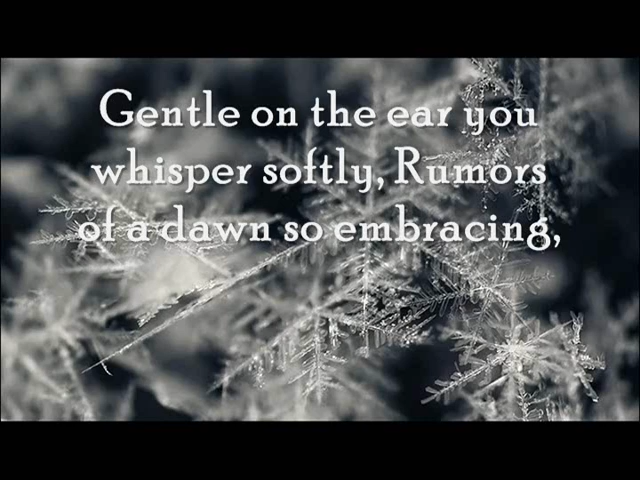 Gentle on the ear you
whisper softly, Rumors
of a dawn so embracing,